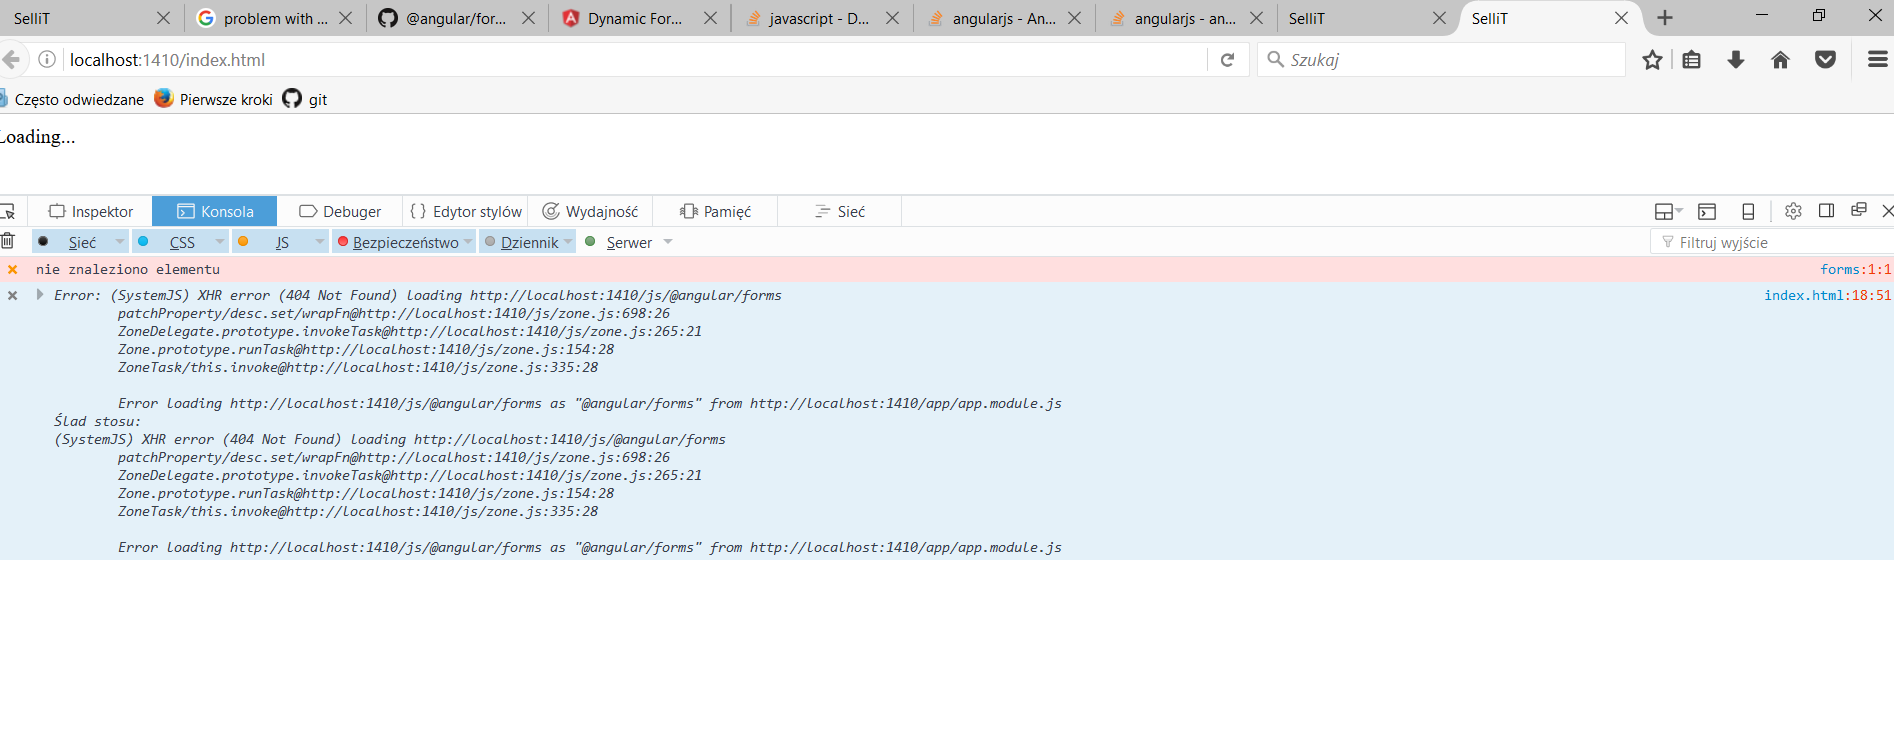 SelliT
problem with ...
@angular/for...
Dynamic For...
javascript - D...
angularjs - An...
angularjs - an...
SelliT
SelliT
localhost:1410/index.html
Szukaj
Często odwiedzane Pierwsze kroki git
Loading...
Inspektor Konsola Debuger Edytor stylów Wydajność Pamięć Sieć
Sieć CSS JS Bezpieczeństwo Dziennik Serwer Filtruj wyjście
nie znaleziono elementu forms:1:1
Error: (SystemJS) XHR error (404 Not Found) loading http://localhost:1410/js/@angular/forms index.html:18:51
patchProperty/desc.set/wrapFn@http://localhost:1410/js/zone.js:698:26
ZoneDelegate.prototype.invokeTask@http://localhost:1410/js/zone.js:265:21
Zone.prototype.runTask@http://localhost:1410/js/zone.js:154:28
ZoneTask/this.invoke@http://localhost:1410/js/zone.js:335:28
Error loading http://localhost:1410/js/@angular/forms as "@angular/forms" from http://localhost:1410/app/app.module.js
Ślad stosu:
(SystemJS) XHR error (404 Not Found) loading http://localhost:1410/js/@angular/forms
patchProperty/desc.set/wrapFn@http://localhost:1410/js/zone.js:698:26
ZoneDelegate.prototype.invokeTask@http://localhost:1410/js/zone.js:265:21
Zone.prototype.runTask@http://localhost:1410/js/zone.js:154:28
ZoneTask/this.invoke@http://localhost:1410/js/zone.js:335:28
Error loading http://localhost:1410/js/@angular/forms as "@angular/forms" from http://localhost:1410/app/app.module.js